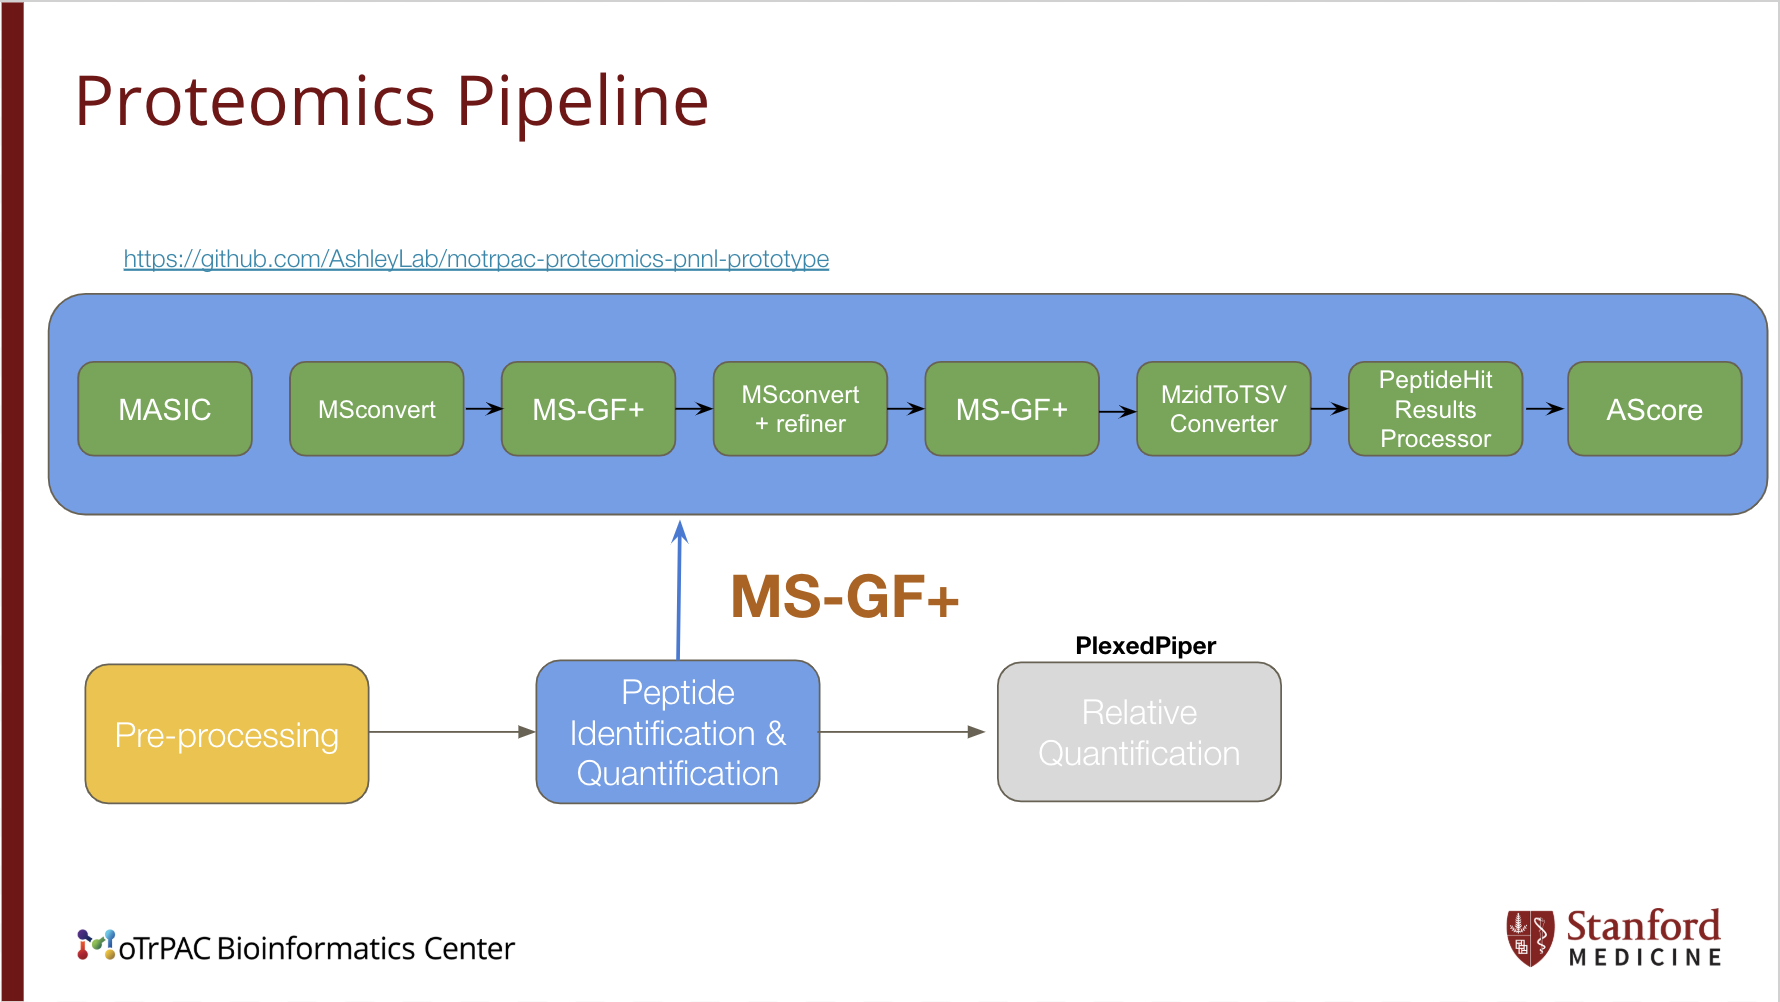 Proteomics Pipeline
https://github.com/AshleyLab/motrpac-proteomics-pnnl-prototype
MASIC
MSconvert
MS-GF+
MSconvert
+ refiner
MS-GF+
MzidToTSV
Converter
PeptideHit
Results
Processor
AScore
MS-GF+
PlexedPiper
Pre-processing
Peptide
Identification &
Quantification
Relative
Quantification
MoTrPAC Bioinformatics Center
Stanford
MEDICINE